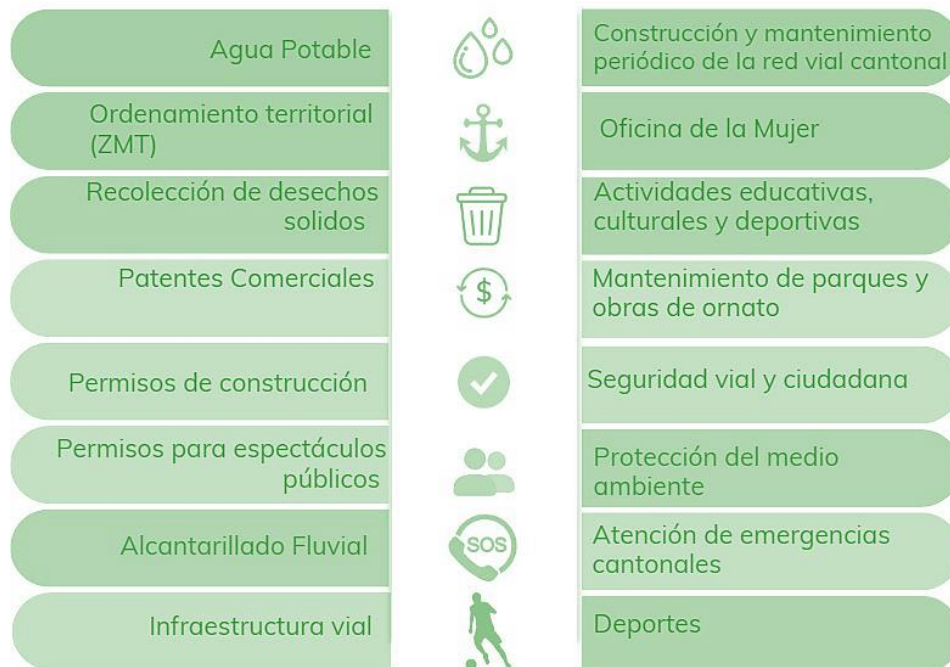 Agua Potable
Construcción y mantenimiento
periódico de la red vial cantonal
Ordenamiento territorial
(ZMT)
Oficina de la Mujer
Recolección de desechos
solidos
Actividades educativas,
culturales y deportivas
Patentes Comerciales
$
Mantenimiento de parques y
obras de ornato
Permisos de construcción
Seguridad vial y ciudadana
Permisos para espectáculos
públicos
Protección del medio
ambiente
Alcantarillado Fluvial
SOS
Atención de emergencias
cantonales
Infraestructura vial
Deportes